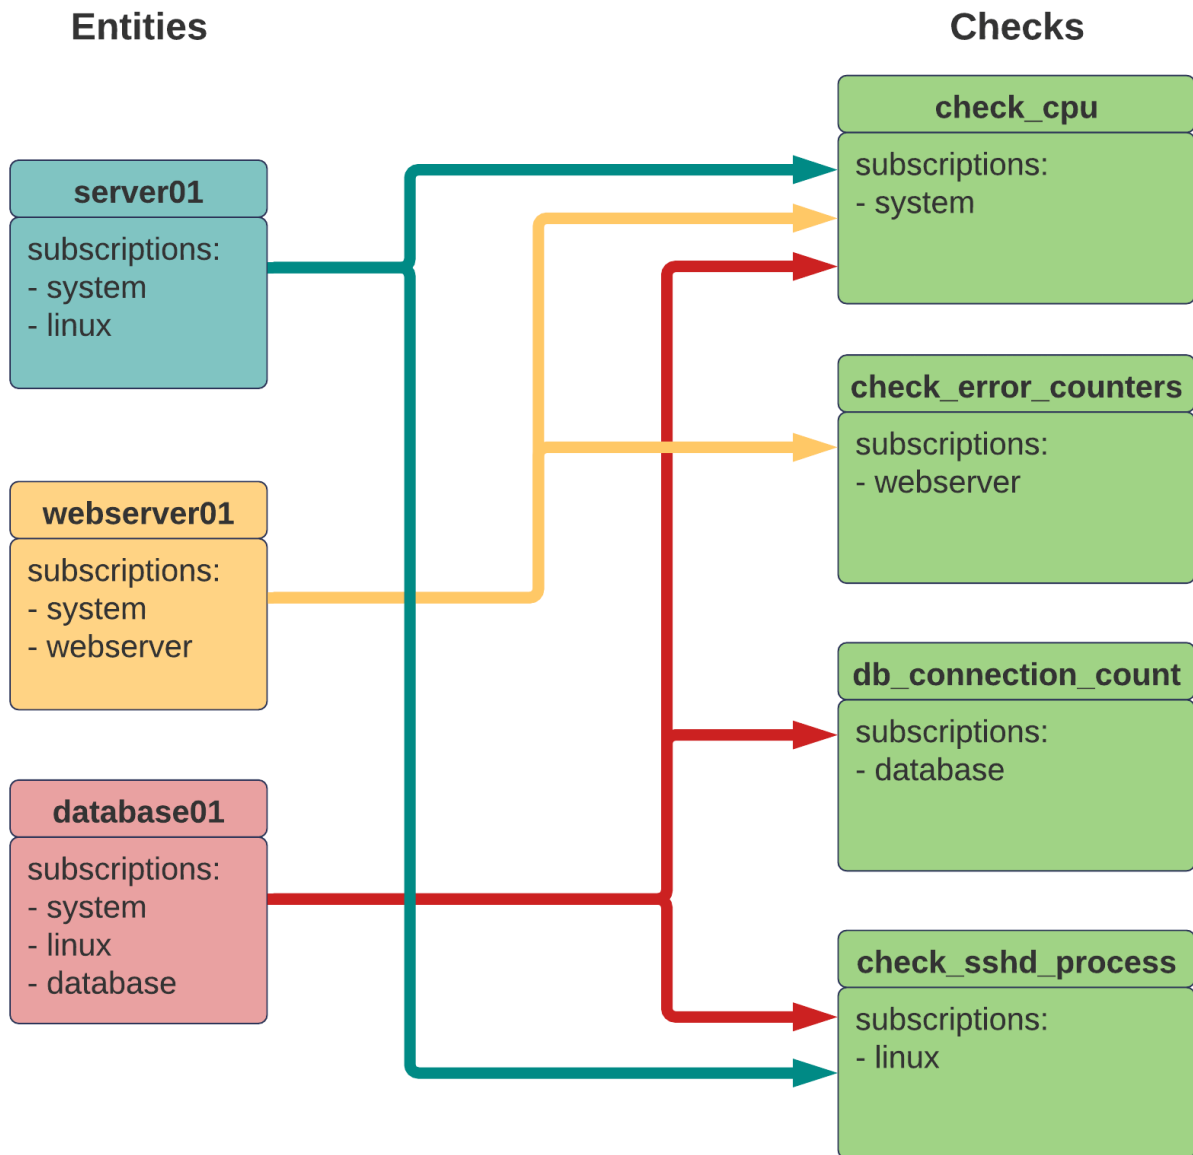 Entities
Checks
server01
subscriptions:
- system
- linux
webserver01
subscriptions:
- system
- webserver
database01
subscriptions:
- system
- linux
- database
check_cpu
subscriptions:
- system
check_error_counters
subscriptions:
- webserver
db_connection_count
subscriptions:
- database
check_sshd_process
subscriptions:
- linux